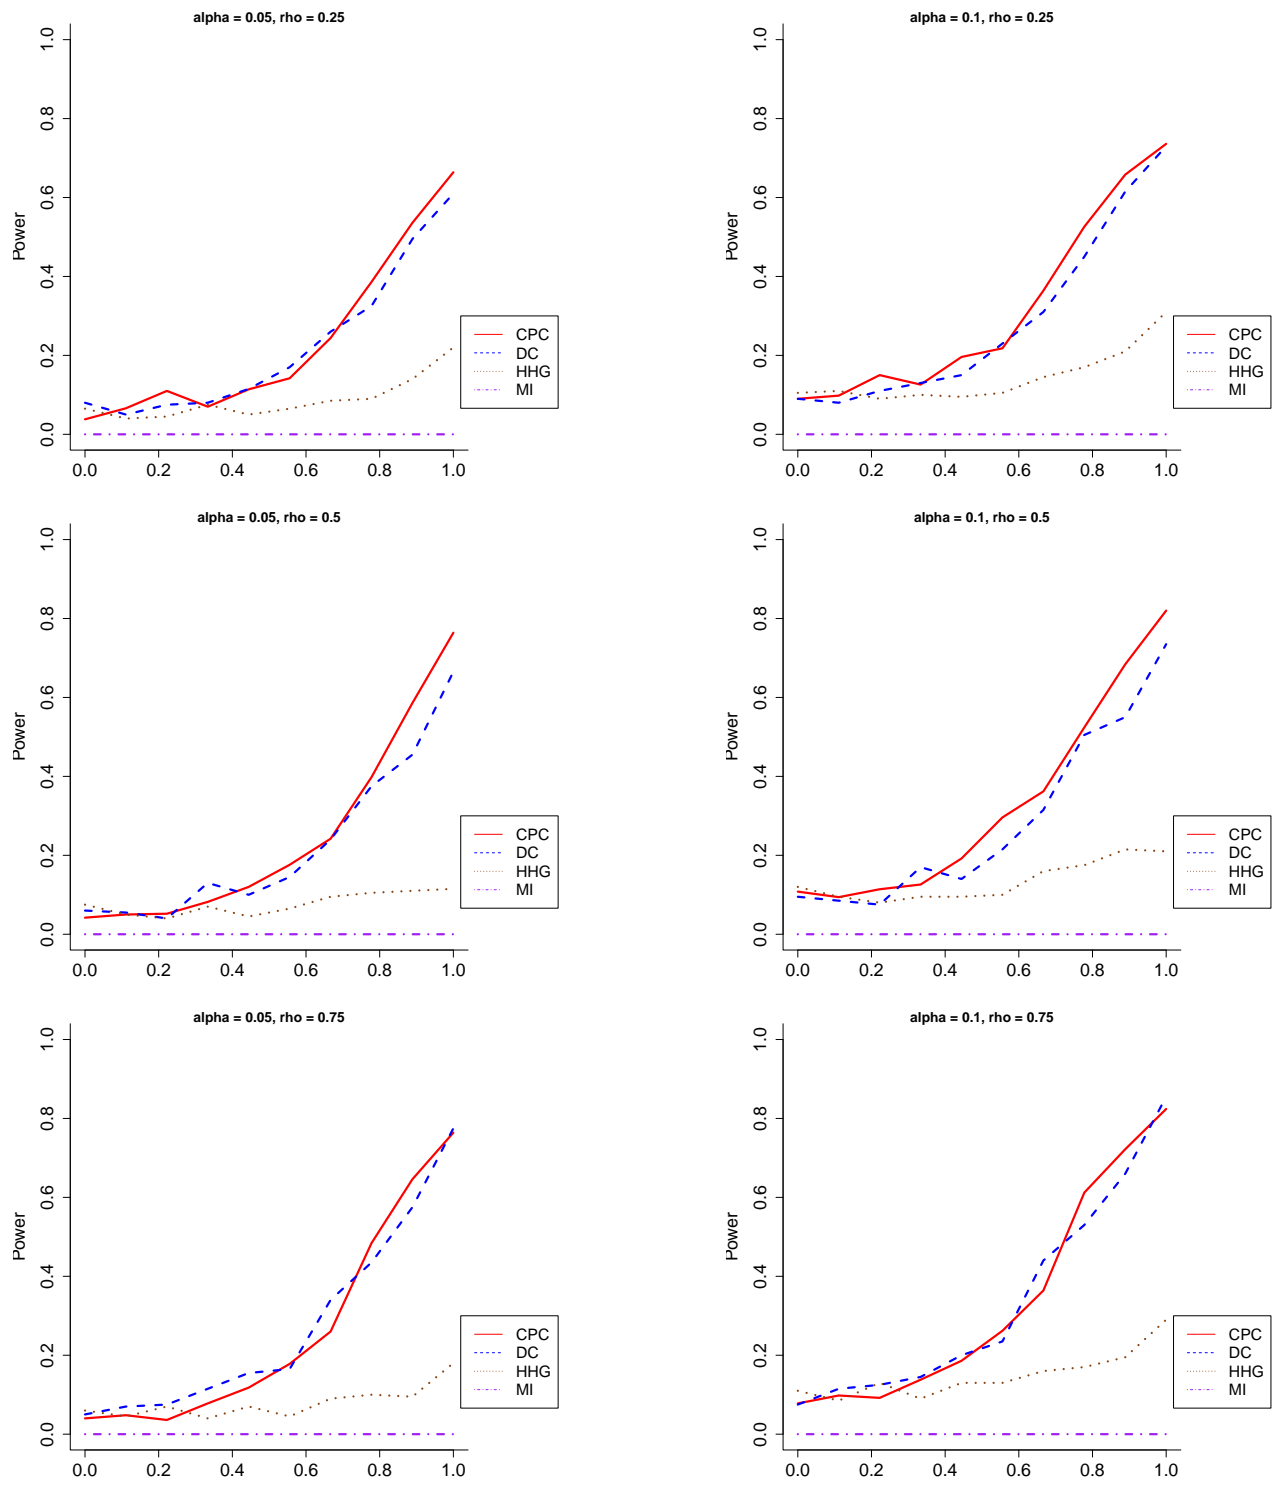 alpha = 0.05, rho = 0.25
Power
0.0 0.2 0.4 0.6 0.8 1.0
0.0 0.2 0.4 0.6 0.8 1.0
CPC
DC
HHG
MI
alpha = 0.1, rho = 0.25
Power
0.0 0.2 0.4 0.6 0.8 1.0
0.0 0.2 0.4 0.6 0.8 1.0
CPC
DC
HHG
MI
alpha = 0.05, rho = 0.5
Power
0.0 0.2 0.4 0.6 0.8 1.0
0.0 0.2 0.4 0.6 0.8 1.0
CPC
DC
HHG
MI
alpha = 0.1, rho = 0.5
Power
0.0 0.2 0.4 0.6 0.8 1.0
0.0 0.2 0.4 0.6 0.8 1.0
CPC
DC
HHG
MI
alpha = 0.05, rho = 0.75
Power
0.0 0.2 0.4 0.6 0.8 1.0
0.0 0.2 0.4 0.6 0.8 1.0
CPC
DC
HHG
MI
alpha = 0.1, rho = 0.75
Power
0.0 0.2 0.4 0.6 0.8 1.0
0.0 0.2 0.4 0.6 0.8 1.0
CPC
DC
HHG
MI